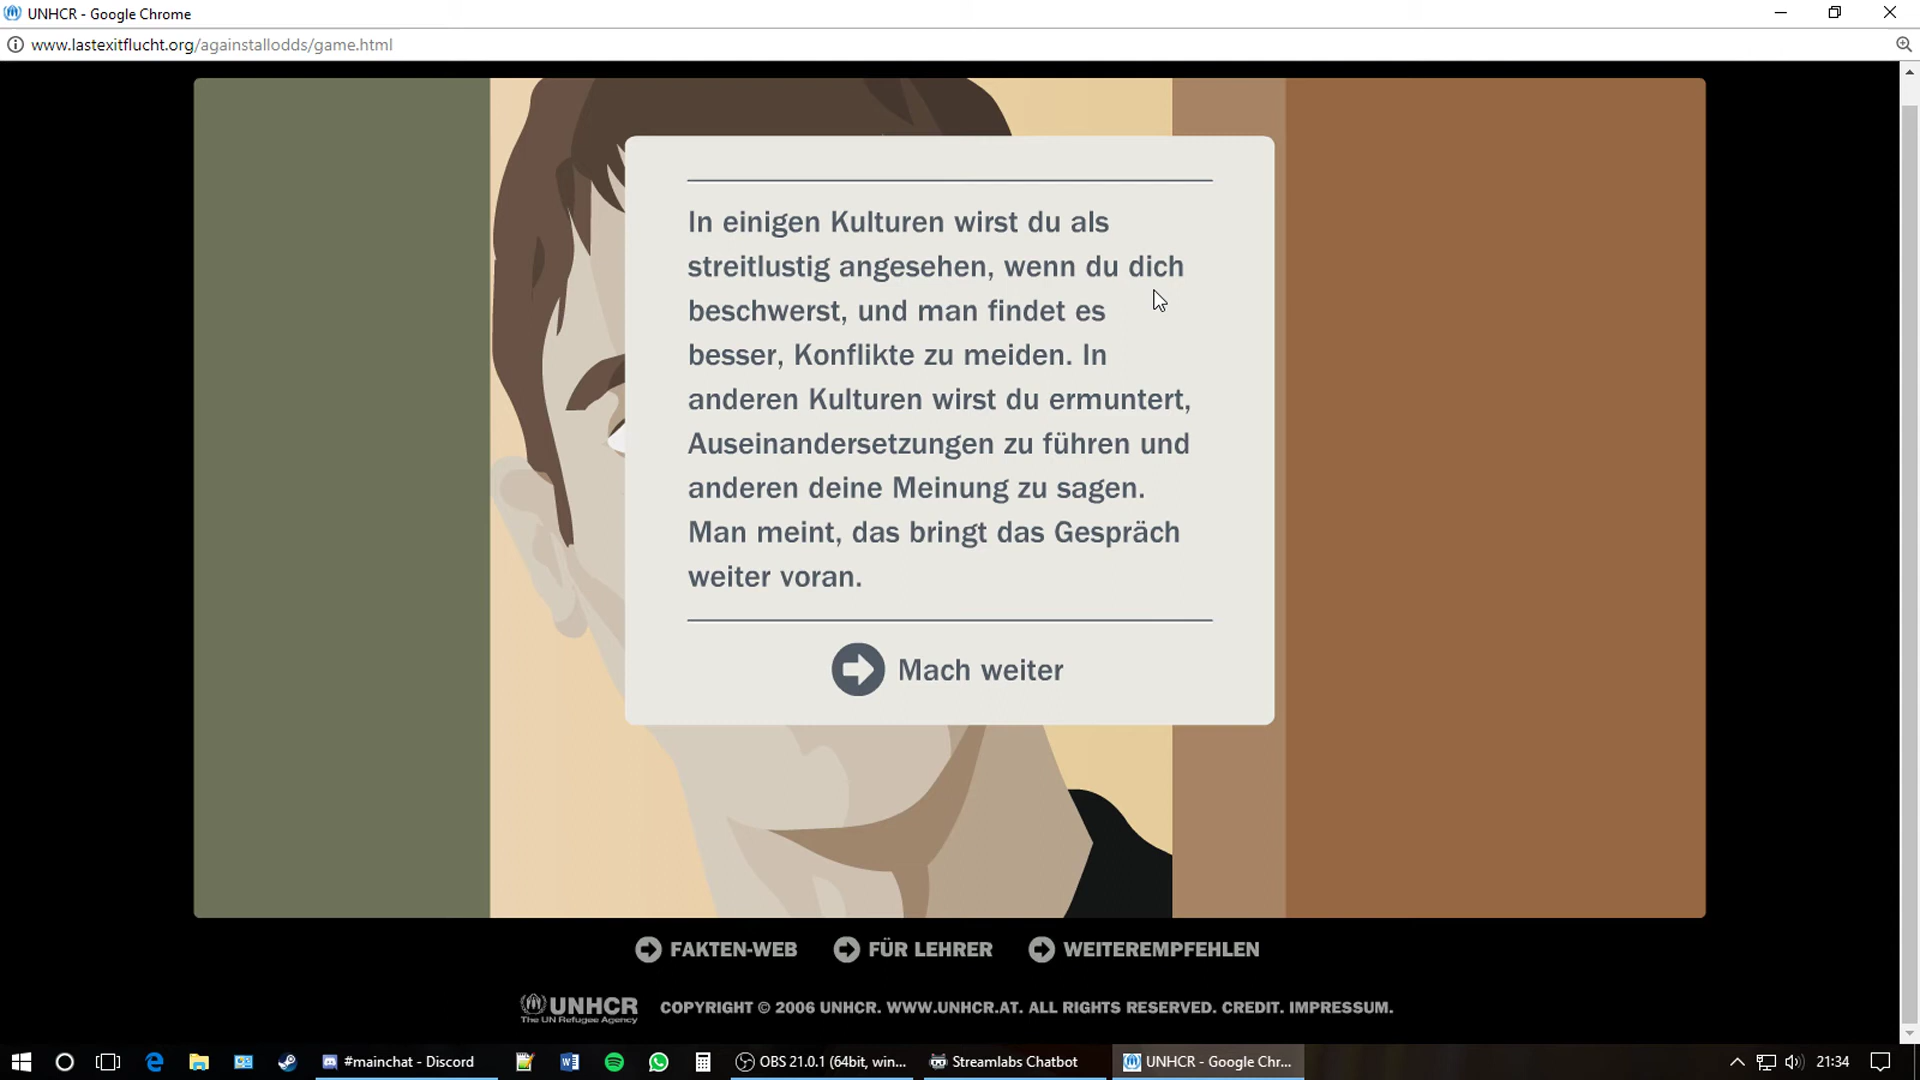 UNHCR - Google Chrome
www.lastexitflucht.org/againstallodds/game.html
In einigen Kulturen wirst du als
streitlustig angesehen, wenn du dich
beschwerst, und man findet es
besser, Konflikte zu meiden. In
anderen Kulturen wirst du ermuntert,
Auseinandersetzungen zu führen und
anderen deine Meinung zu sagen.
Man meint, das bringt das Gespräch
weiter voran.
Mach weiter
FAKTEN-WEB FÜR LEHRER WEITEREMPFEHLEN
UNHCR
The UN Refugee Agency
COPYRIGHT © 2006 UNHCR. WWW.UNHCR.AT. ALL RIGHTS RESERVED. CREDIT. IMPRESSUM.
#mainchat - Discord OBS 21.0.1 (64bit, win... Streamlabs Chatbot UNHCR - Google Chr... 21:34